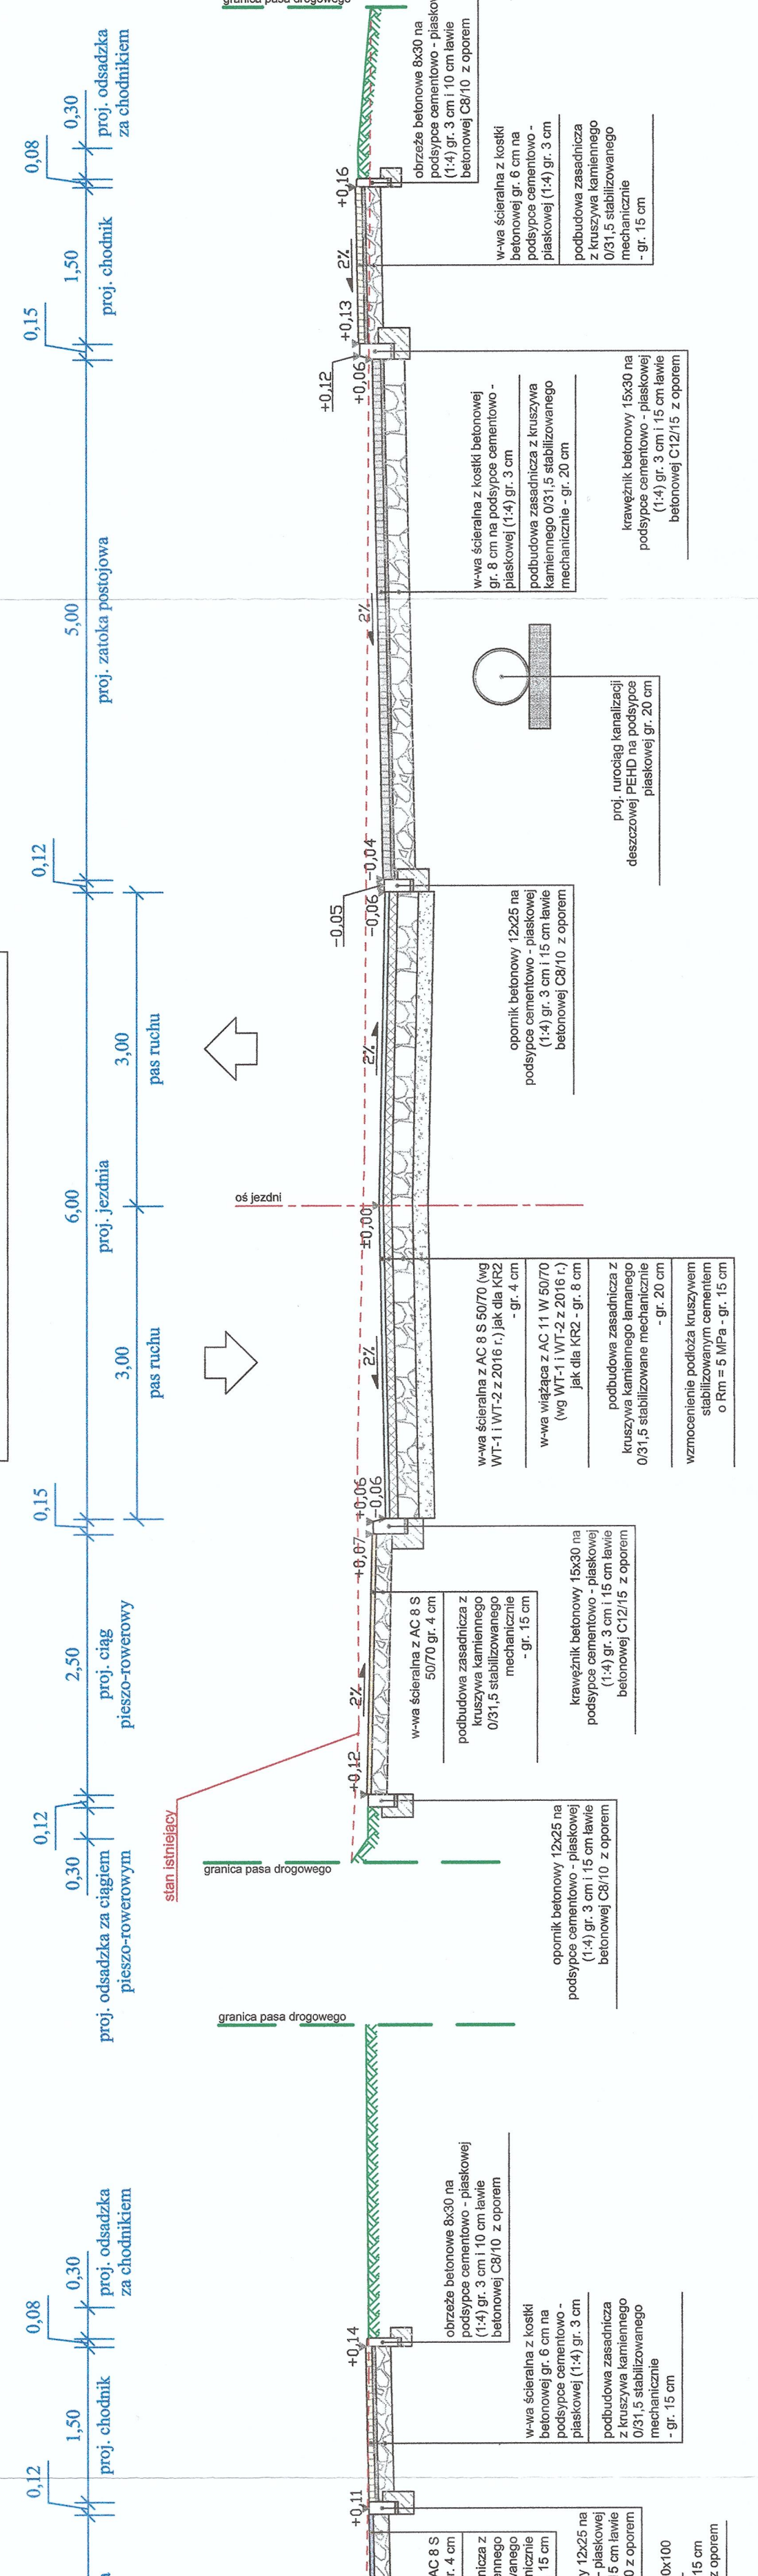 granica pasa drogowego
0,30
proj. odsadzka
za chodnikiem
0,08
1,50
proj. chodnik
0,15
5,00
proj. zatoka postojowa
0,12
3,00
pas ruchu
6,00
proj. jezdnia
3,00
pas ruchu
0,15
2,50
proj. ciąg
pieszo-rowerowy
0,12
0,30
proj. odsadzka za ciągiem
pieszo-rowerowym
+0,16
2%
+0,13
+0,12
+0,06
2%
-0,04
-0,05
-0,06
2%
oś jezdni
±0,00
2%
+0,06
-0,06
+0,07
2%
+0,12
stan istniejący
granica pasa drogowego
obrzeże betonowe 8x30 na
podsypce cementowo -
(1:4) gr. 3 cm i 10 cm ławie
betonowej C8/10 z oporem
w-wa ścieralna z kostki
betonowej gr. 6 cm na
podsypce cementowo -
piaskowej (1:4) gr. 3 cm
podbudowa zasadnicza
z kruszywa kamiennego
0/31,5 stabilizowanego
mechanicznie
- gr. 15 cm
w-wa ścieralna z kostki betonowej
gr. 8 cm na podsypce cementowo -
piaskowej (1:4) gr. 3 cm
podbudowa zasadnicza z kruszywa
kamiennego 0/31,5 stabilizowanego
mechanicznie - gr. 20 cm
krawężnik betonowy 15x30 na
podsypce cementowo - piaskowej
(1:4) gr. 3 cm i 15 cm ławie
betonowej C12/15 z oporem
proj. rurociąg kanalizacji
deszczowej PEHD na podsypce
piaskowej gr. 20 cm
opornik betonowy 12x25 na
podsypce cementowo - piaskowej
(1:4) gr. 3 cm i 15 cm ławie
betonowej C8/10 z oporem
w-wa ścieralna z AC 8 S 50/70 (wg
WT-1 i WT-2 z 2016 r.) jak dla KR2
- gr. 4 cm
w-wa wiążąca z AC 11 W 50/70
(wg WT-1 i WT-2 z 2016 r.)
jak dla KR2 - gr. 8 cm
podbudowa zasadnicza z
kruszywa kamiennego łamanego
0/31,5 stabilizowane mechanicznie
- gr. 20 cm
wzmocenienie podłoża kruszywem
stabilizowanym cementem
o Rm = 5 MPa - gr. 15 cm
w-wa ścieralna z AC 8 S
50/70 gr. 4 cm
podbudowa zasadnicza z
kruszywa kamiennego
0/31,5 stabilizowanego
mechanicznie
- gr. 15 cm
krawężnik betonowy 15x30 na
podsypce cementowo - piaskowej
(1:4) gr. 3 cm i 15 cm ławie
betonowej C12/15 z oporem
opornik betonowy 12x25 na
podsypce cementowo - piaskowej
(1:4) gr. 3 cm i 15 cm ławie
betonowej C8/10 z oporem
granica pasa drogowego
0,30
proj. odsadzka
za chodnikiem
0,08
1,50
proj. chodnik
0,12
+0,14
+0,11
obrzeże betonowe 8x30 na
podsypce cementowo - piaskowej
(1:4) gr. 3 cm i 10 cm ławie
betonowej C8/10 z oporem
w-wa ścieralna z kostki
betonowej gr. 6 cm na
podsypce cementowo -
piaskowej (1:4) gr. 3 cm
podbudowa zasadnicza
z kruszywa kamiennego
0/31,5 stabilizowanego
mechanicznie
- gr. 15 cm
AC 8 S
4 cm
15 cm
12x25 na
- piaskowej
5 cm ławie
z oporem
15 cm
z oporem